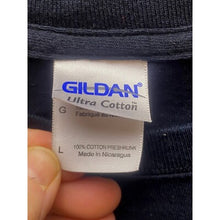 GILDAN
Ultra Cotton
G
L
100% COTTON PRESHRUNK
Made in Nicaragua